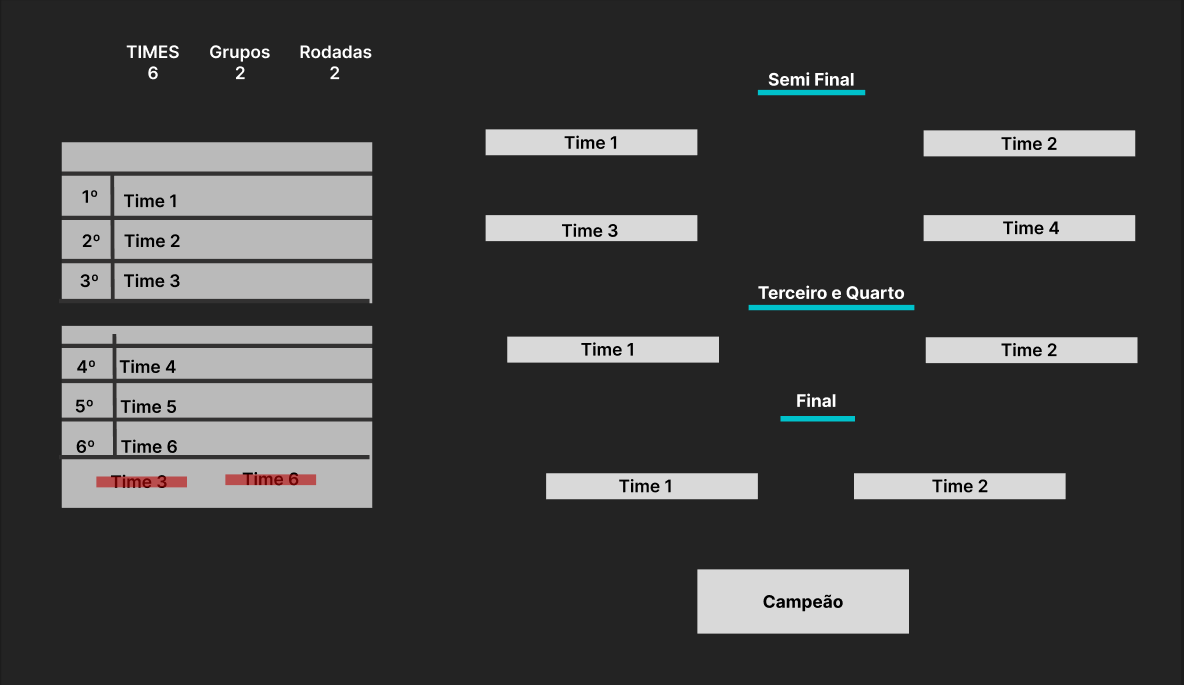 TIMES Grupos Rodadas
6 2 2
1º Time 1
2º Time 2
3º Time 3
4º Time 4
5º Time 5
6º Time 6
Time 3 Time 6
Semi Final
Time 1 Time 2
Time 3 Time 4
Terceiro e Quarto
Time 1 Time 2
Final
Time 1 Time 2
Campeão